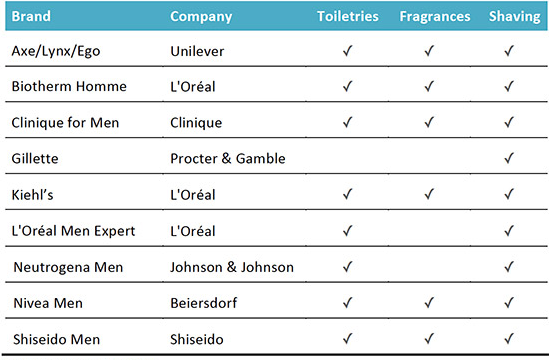 Brand Company Toiletries Fragrances Shaving
Axe/Lynx/Ego Unilever ✓ ✓ ✓
Biotherm Homme L'Oréal ✓ ✓ ✓
Clinique for Men Clinique ✓ ✓ ✓
Gillette Procter & Gamble ✓
Kiehl’s L'Oréal ✓ ✓ ✓
L'Oréal Men Expert L'Oréal ✓ ✓
Neutrogena Men Johnson & Johnson ✓ ✓
Nivea Men Beiersdorf ✓ ✓ ✓
Shiseido Men Shiseido ✓ ✓ ✓